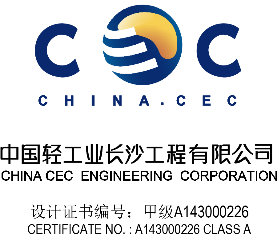 CEC
CHINA.CEC
中国轻工业长沙工程有限公司
CHINA CEC ENGINEERING CORPORATION
设计证书编号：甲级A143000226
CERTIFICATE NO. : A143000226 CLASS A